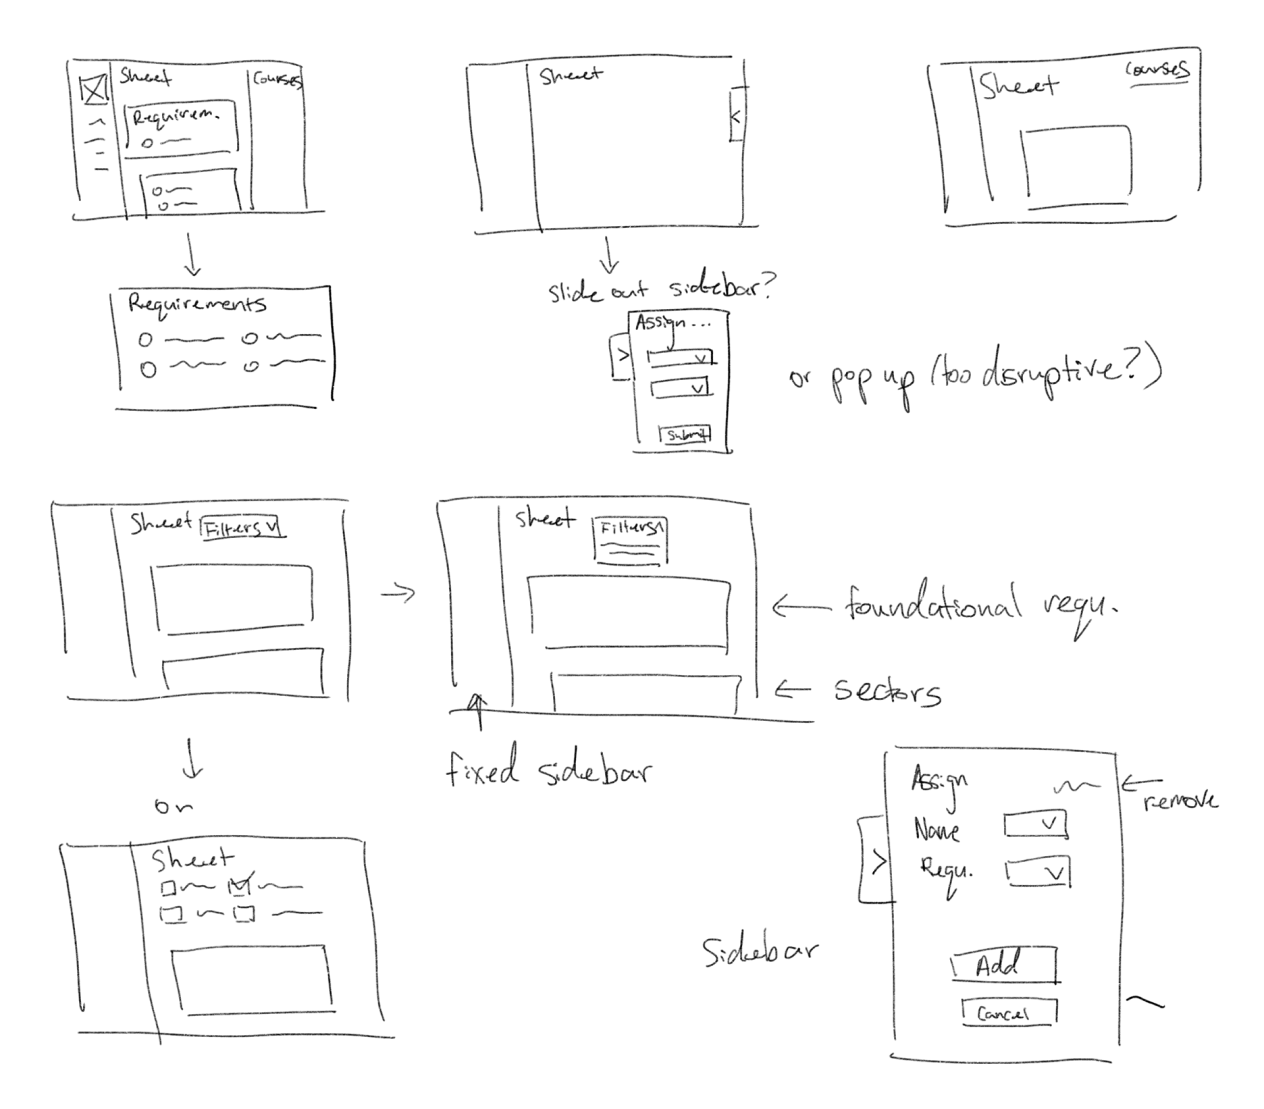 Sheet
Courses
Requirem.
Requirements
Sheet
slide out sidebar?
Assign...
Submit
Sheet
Courses
or pop up (too disruptive?)
Sheet
Filters
Sheet
Filters
foundational requ.
sectors
fixed sidebar
or
Sheet
Assign
remove
Name
Requ.
Sidebar
Add
Cancel